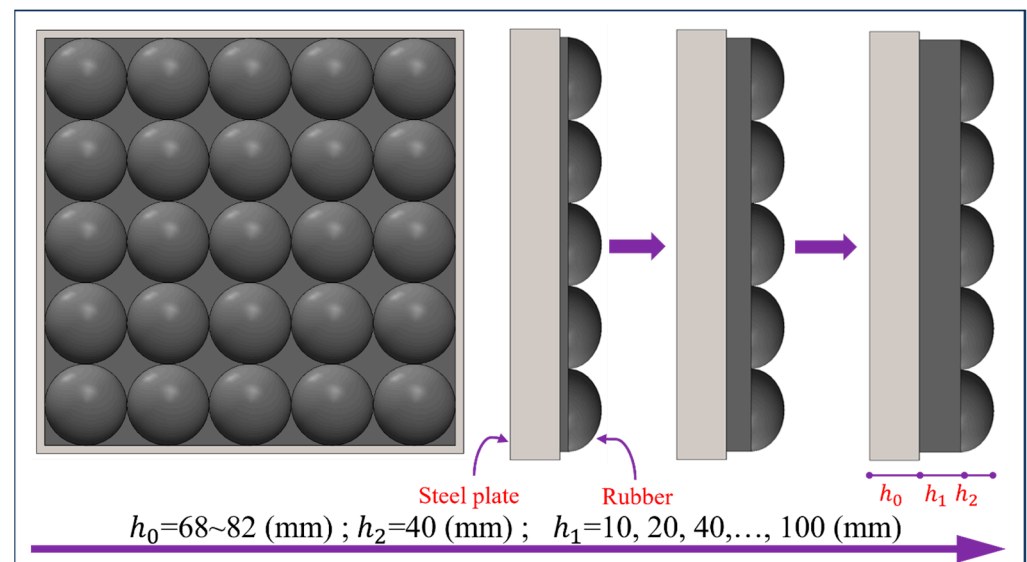 h₀ h₁ h₂
Steel plate Rubber
h₀=68~82 (mm) ; h₂=40 (mm) ; h₁=10, 20, 40,…, 100 (mm)